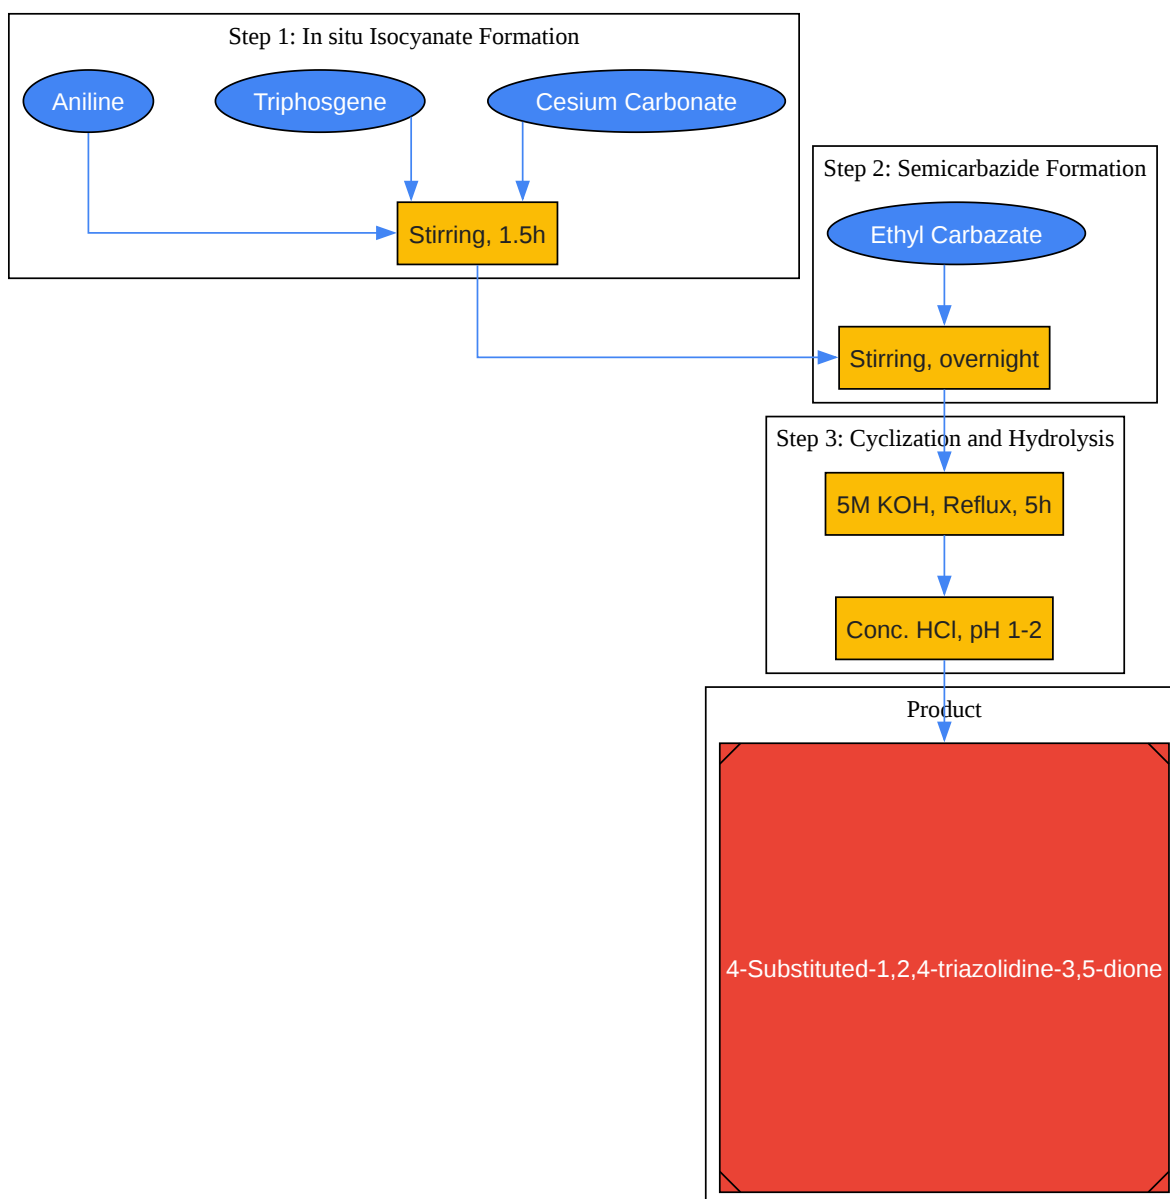 Step 1: In situ Isocyanate Formation
Aniline
Triphosgene
Cesium Carbonate
Stirring, 1.5h
Step 2: Semicarbazide Formation
Ethyl Carbazate
Stirring, overnight
Step 3: Cyclization and Hydrolysis
5M KOH, Reflux, 5h
Conc. HCl, pH 1-2
Product
4-Substituted-1,2,4-triazolidine-3,5-dione